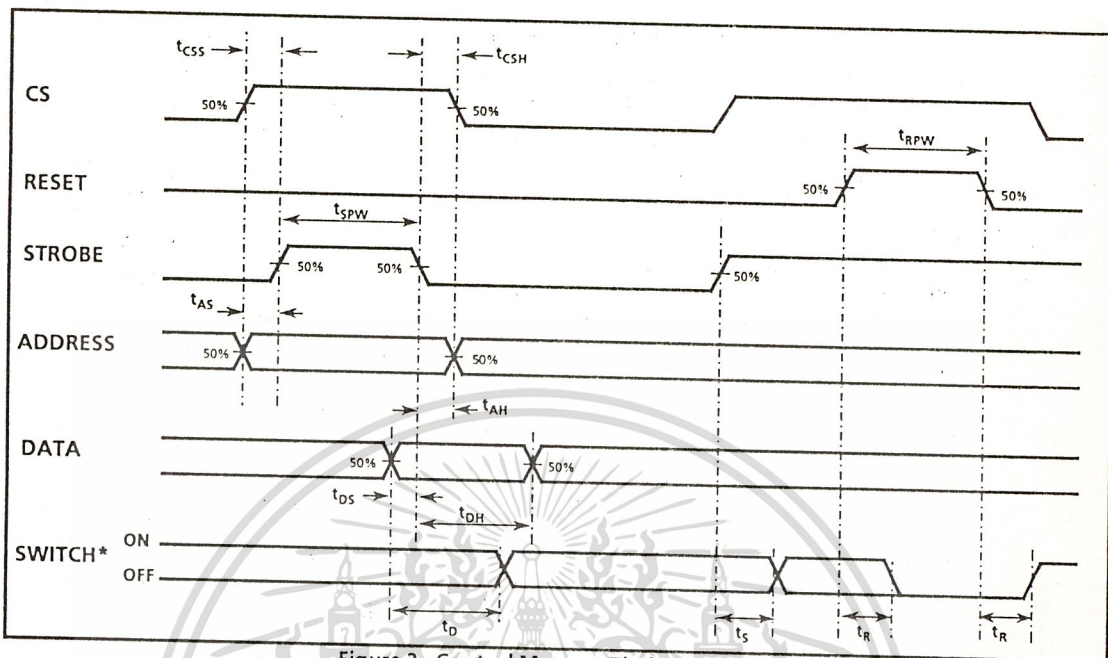 tCSS
tCSH
CS
50%
50%
tRPW
RESET
50%
50%
tSPW
STROBE
50%
50%
50%
tAS
ADDRESS
50%
50%
tAH
DATA
50%
50%
tDS
tDH
SWITCH*
ON
OFF
tD
tS
tR
tR